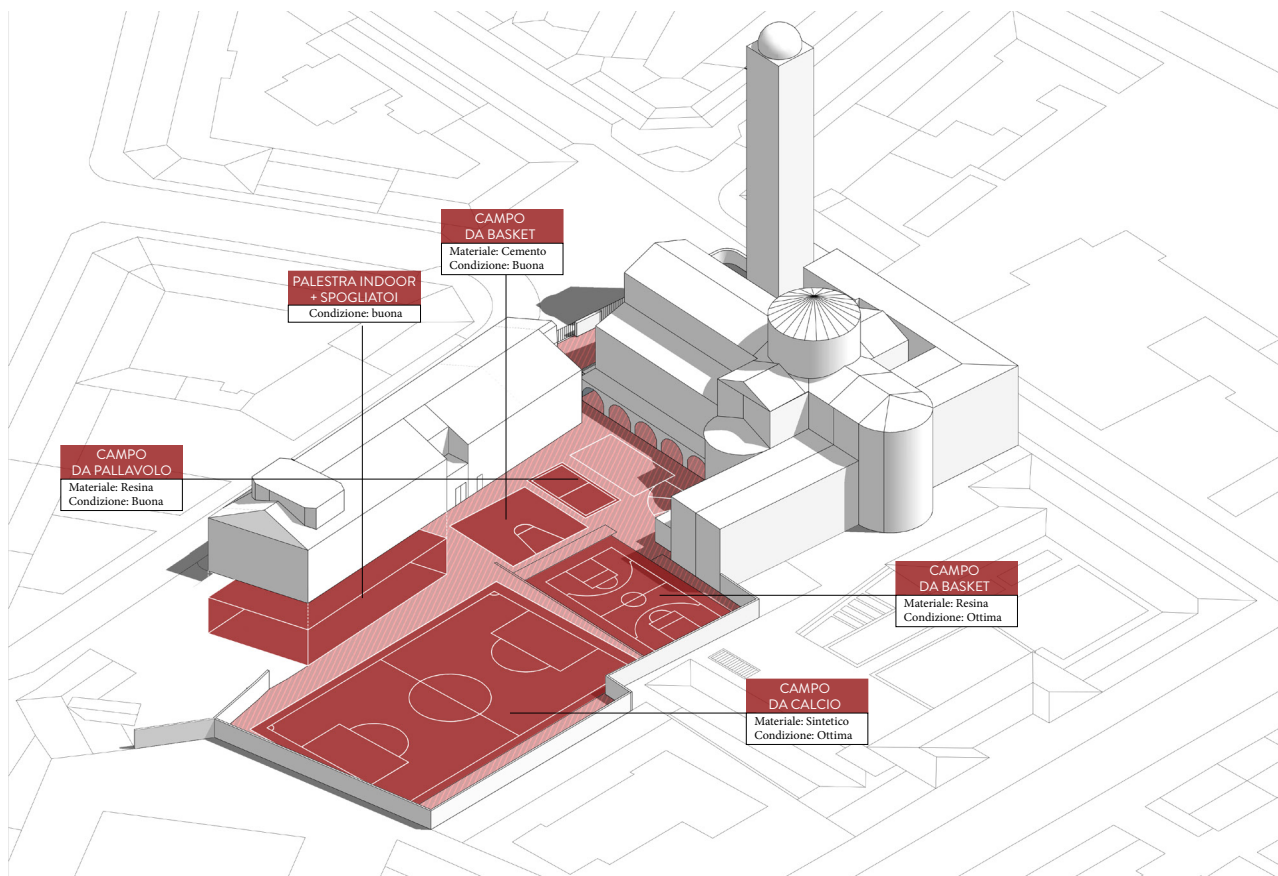 CAMPO
DA BASKET
Materiale: Cemento
Condizione: Buona
PALESTRA INDOOR
+ SPOGLIATOI
Condizione: buona
CAMPO
DA PALLAVOLO
Materiale: Resina
Condizione: Buona
CAMPO
DA BASKET
Materiale: Resina
Condizione: Ottima
CAMPO
DA CALCIO
Materiale: Sintetico
Condizione: Ottima